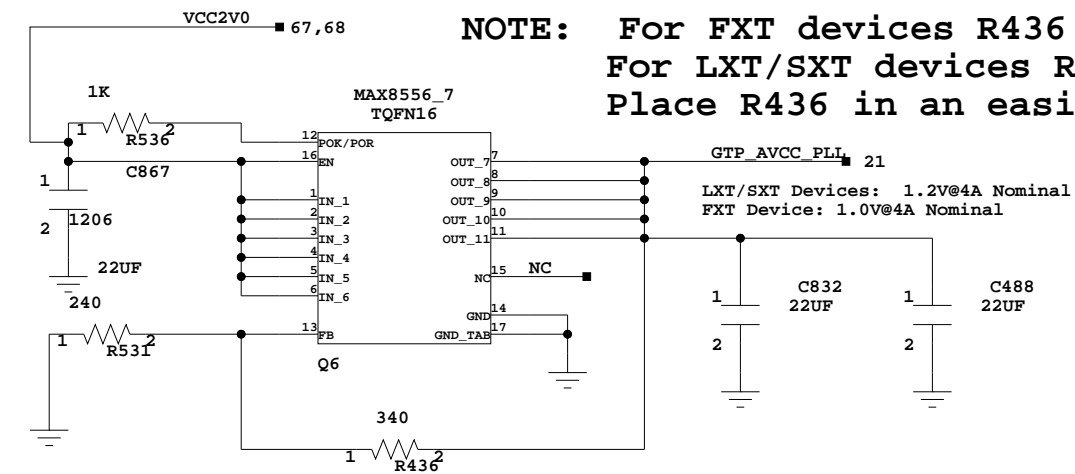 VCC2V0
67,68
NOTE: For FXT devices R436
For LXT/SXT devices R
Place R436 in an easi
1K
1 2
R536
C867
1
1206
2
22UF
MAX8556_7
TQFN16
12 POK/POR
16 EN
1 IN_1
2 IN_2
3 IN_3
4 IN_4
5 IN_5
6 IN_6
13 FB
OUT_7 7
OUT_8 8
OUT_9 9
OUT_10 10
OUT_11 11
NC 15 NC
GND 14
GND_TAB 17
Q6
GTP_AVCC_PLL 21
LXT/SXT Devices: 1.2V@4A Nominal
FXT Device: 1.0V@4A Nominal
C832
1 22UF
2
C488
1 22UF
2
240
1 2
R531
340
1 2
R436